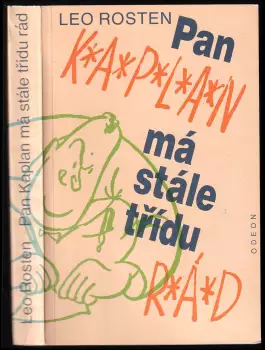 Leo Rosten - Pan Kaplan má stále třídu rád
LEO ROSTEN
Pan
K*A*P*L*A*N
má
stále
třídu
R*Á*D
ODEON